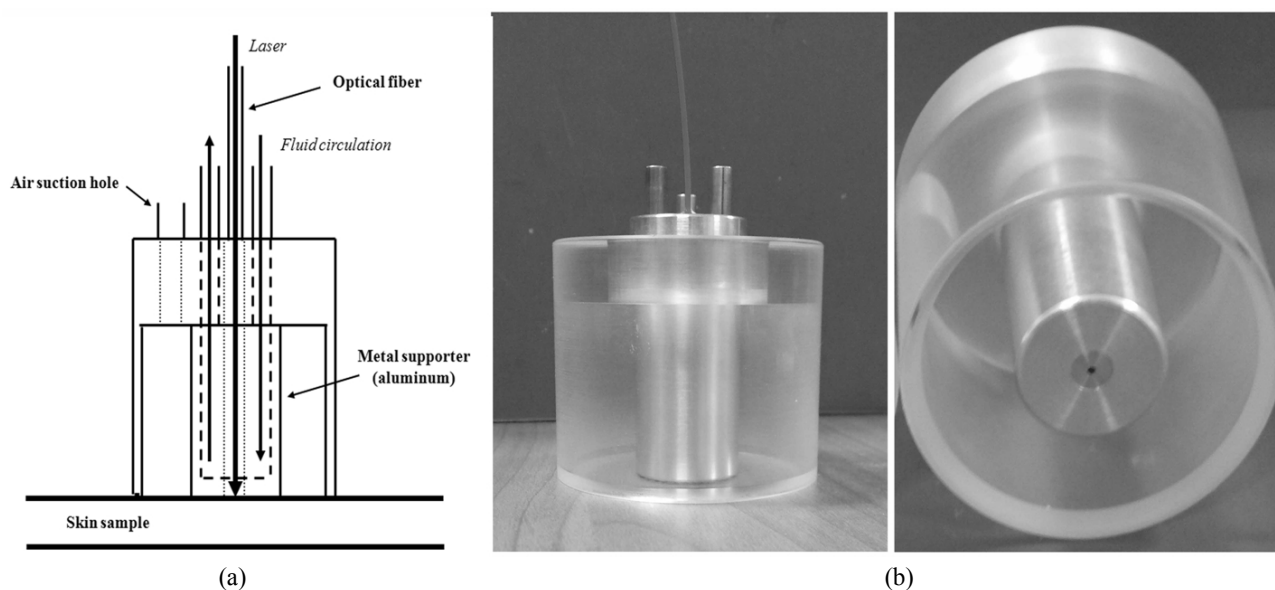 Laser
Optical fiber
Fluid circulation
Air suction hole
Metal supporter
(aluminum)
Skin sample
(a)
(b)